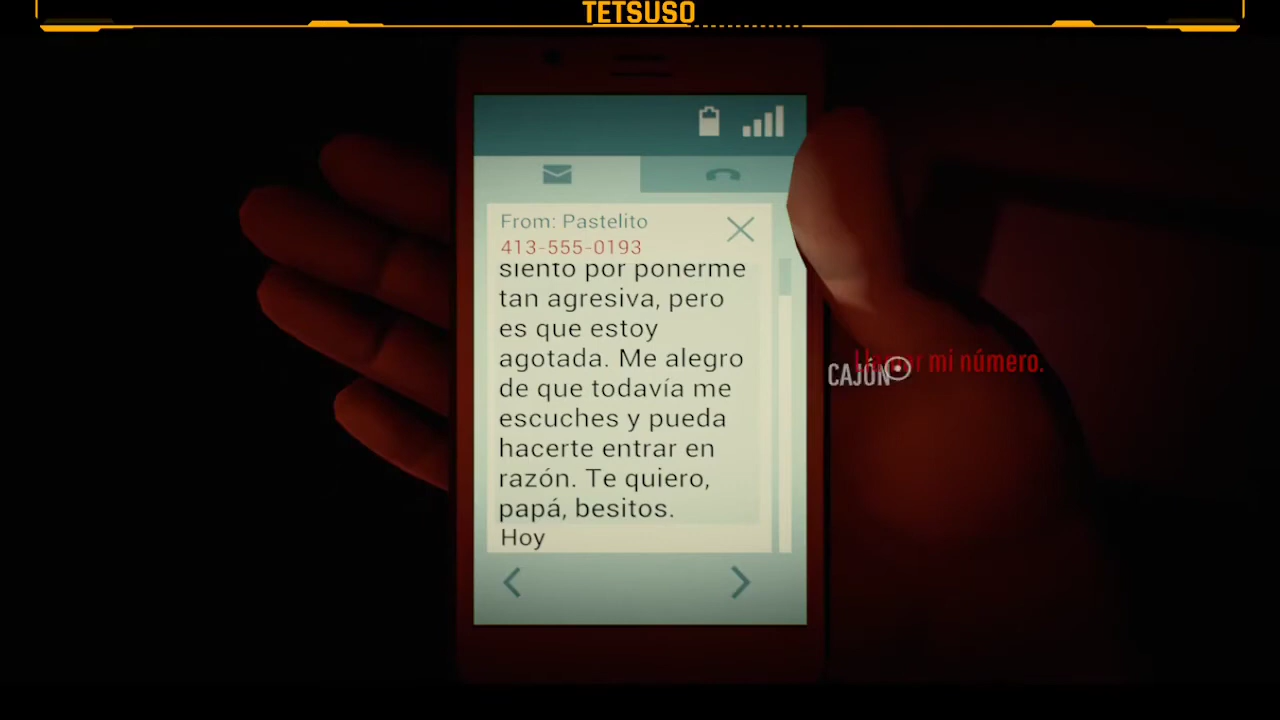 TETSUSO
From: Pastelito
413-555-0193
siento por ponerme
tan agresiva, pero
es que estoy
agotada. Me alegro
de que todavía me
escuches y pueda
hacerte entrar en
razón. Te quiero,
papá, besitos.
Hoy
mi número.
CAJÓN